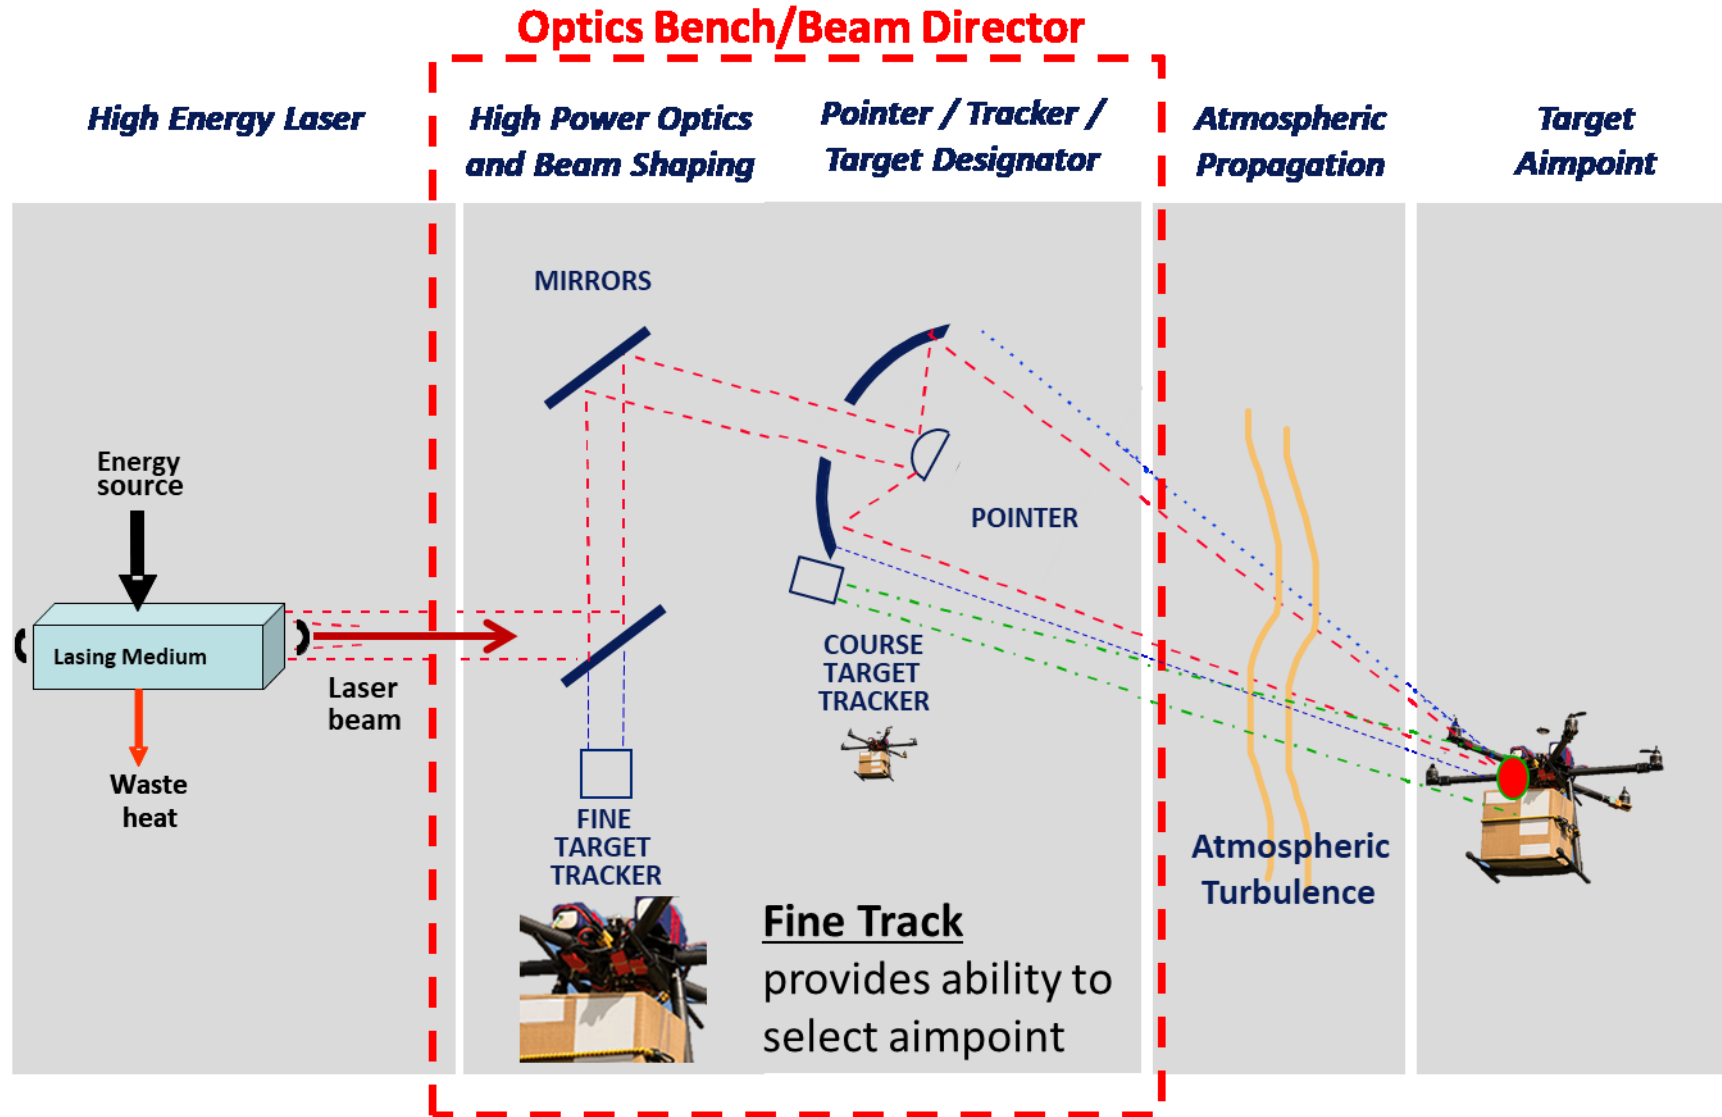 Optics Bench/Beam Director
High Energy Laser
High Power Optics
and Beam Shaping
Pointer / Tracker /
Target Designator
Atmospheric
Propagation
Target
Aimpoint
MIRRORS
Energy
source
Lasing Medium
Laser
beam
Waste
heat
POINTER
COURSE
TARGET
TRACKER
FINE
TARGET
TRACKER
Fine Track
provides ability to
select aimpoint
Atmospheric
Turbulence